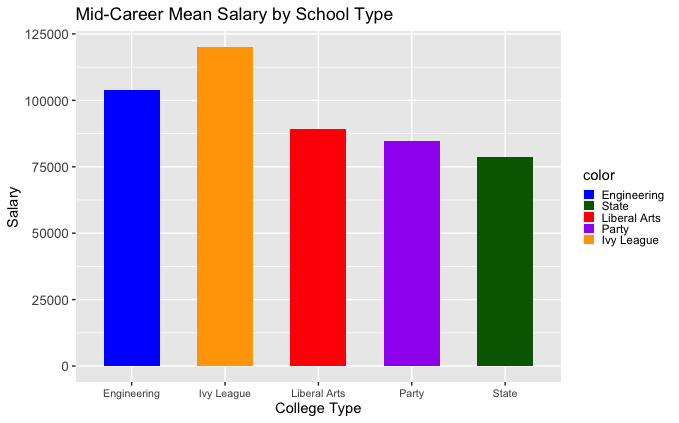 Mid-Career Mean Salary by School Type
125000
100000
75000
50000
25000
0
Salary
Engineering Ivy League Liberal Arts Party State
College Type
color
Engineering
State
Liberal Arts
Party
Ivy League